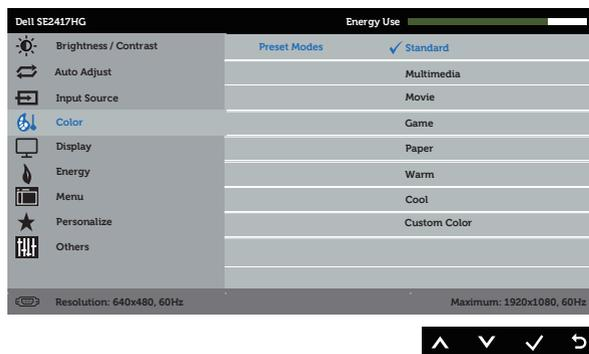 Dell SE2417HG Energy Use
Brightness / Contrast Preset Modes Standard
Auto Adjust Multimedia
Input Source Movie
Color Game
Display Paper
Energy Warm
Menu Cool
Personalize Custom Color
Others
Resolution: 640x480, 60Hz Maximum: 1920x1080, 60Hz